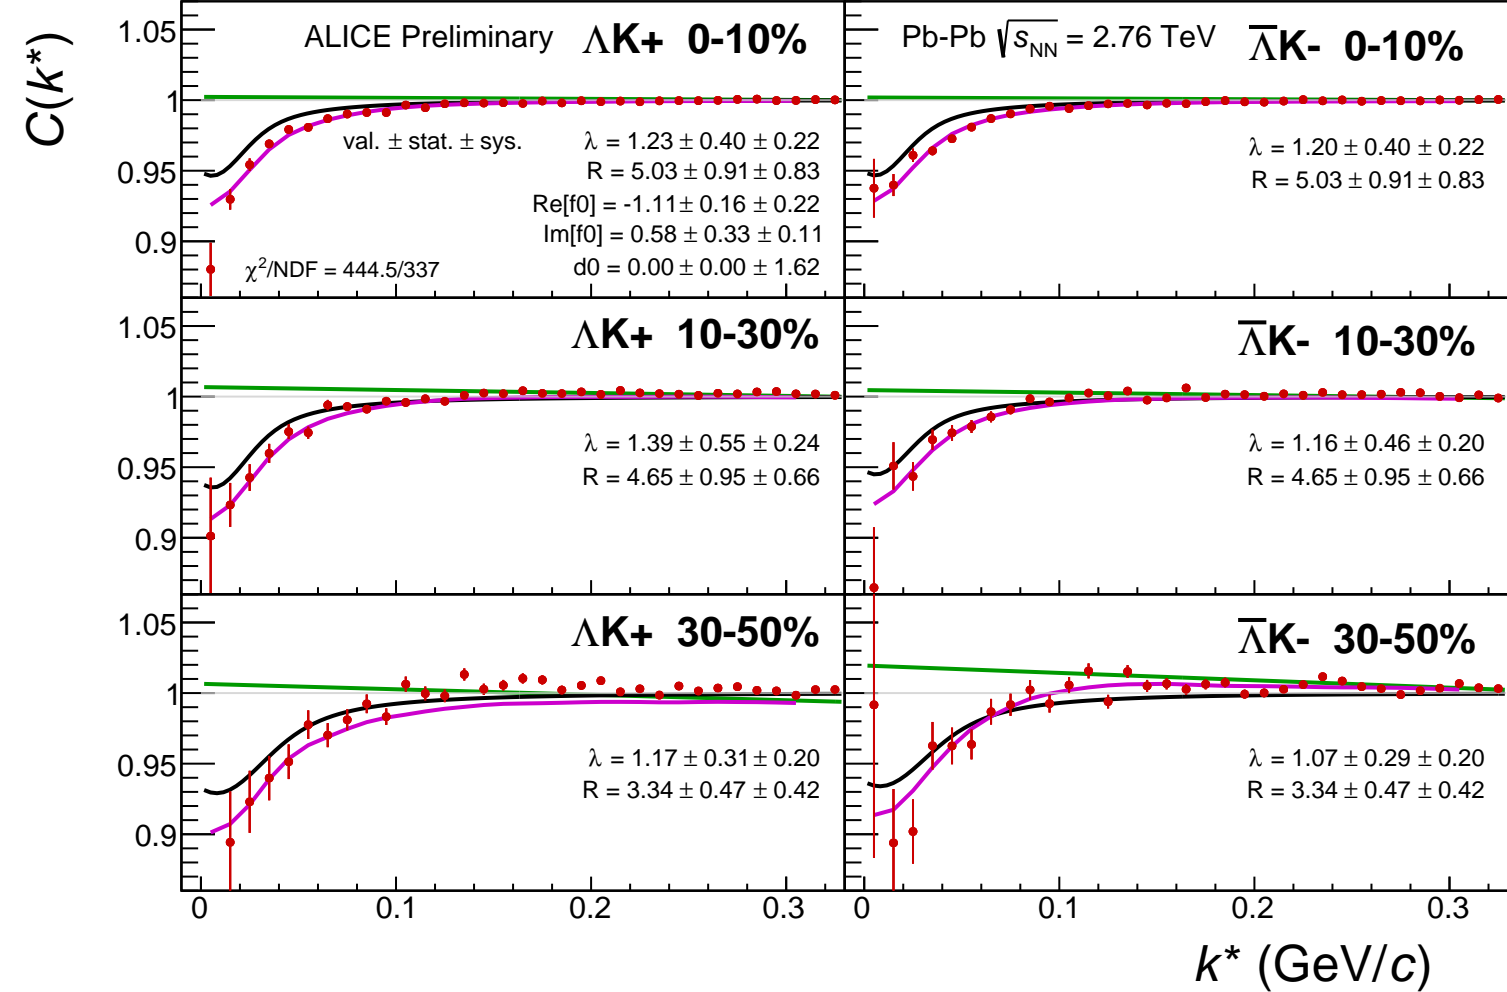 C(k*)
ALICE Preliminary ΛK+ 0-10%
1.05
1
0.95
0.9
val. ± stat. ± sys.
λ = 1.23 ± 0.40 ± 0.22
R = 5.03 ± 0.91 ± 0.83
Re[f0] = -1.11± 0.16 ± 0.22
Im[f0] = 0.58 ± 0.33 ± 0.11
d0 = 0.00 ± 0.00 ± 1.62
χ²/NDF = 444.5/337
Pb-Pb √sNN = 2.76 TeV Λ̅K- 0-10%
λ = 1.20 ± 0.40 ± 0.22
R = 5.03 ± 0.91 ± 0.83
ΛK+ 10-30%
1.05
1
0.95
0.9
λ = 1.39 ± 0.55 ± 0.24
R = 4.65 ± 0.95 ± 0.66
Λ̅K- 10-30%
λ = 1.16 ± 0.46 ± 0.20
R = 4.65 ± 0.95 ± 0.66
ΛK+ 30-50%
1.05
1
0.95
0.9
λ = 1.17 ± 0.31 ± 0.20
R = 3.34 ± 0.47 ± 0.42
Λ̅K- 30-50%
λ = 1.07 ± 0.29 ± 0.20
R = 3.34 ± 0.47 ± 0.42
0 0.1 0.2 0.3 0 0.1 0.2 0.3
k* (GeV/c)